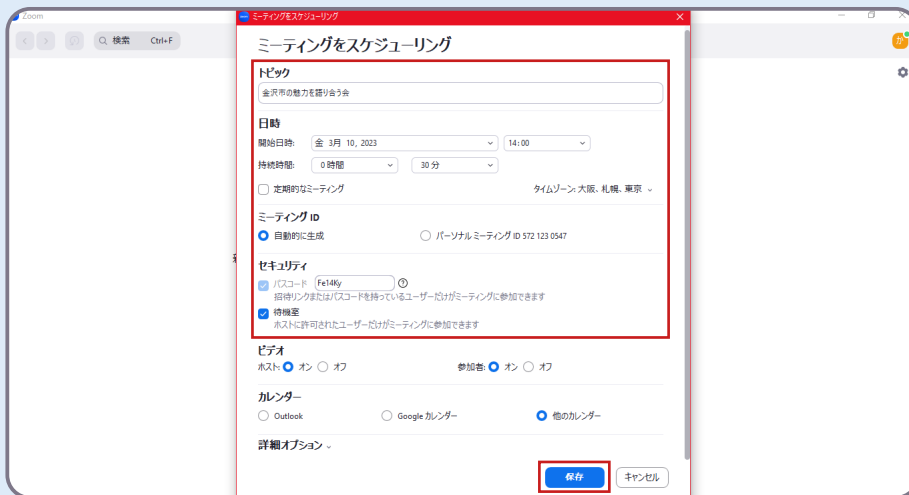 Zoom
ミーティングをスケジューリング
検索 Ctrl+F
か
ミーティングをスケジューリング
トピック
金沢市の魅力を語り合う会
日時
開始日時: 金 3月 10, 2023 14:00
持続時間: 0 時間 30 分
定期的なミーティング タイムゾーン: 大阪、札幌、東京
ミーティング ID
自動的に生成 パーソナル ミーティング ID 572 123 0547
セキュリティ
パスコード Fe14Ky
招待リンクまたはパスコードを持っているユーザーだけがミーティングに参加できます
待機室
ホストに許可されたユーザーだけがミーティングに参加できます
ビデオ
ホスト: オン オフ 参加者: オン オフ
カレンダー
Outlook Google カレンダー 他のカレンダー
詳細オプション
保存 キャンセル